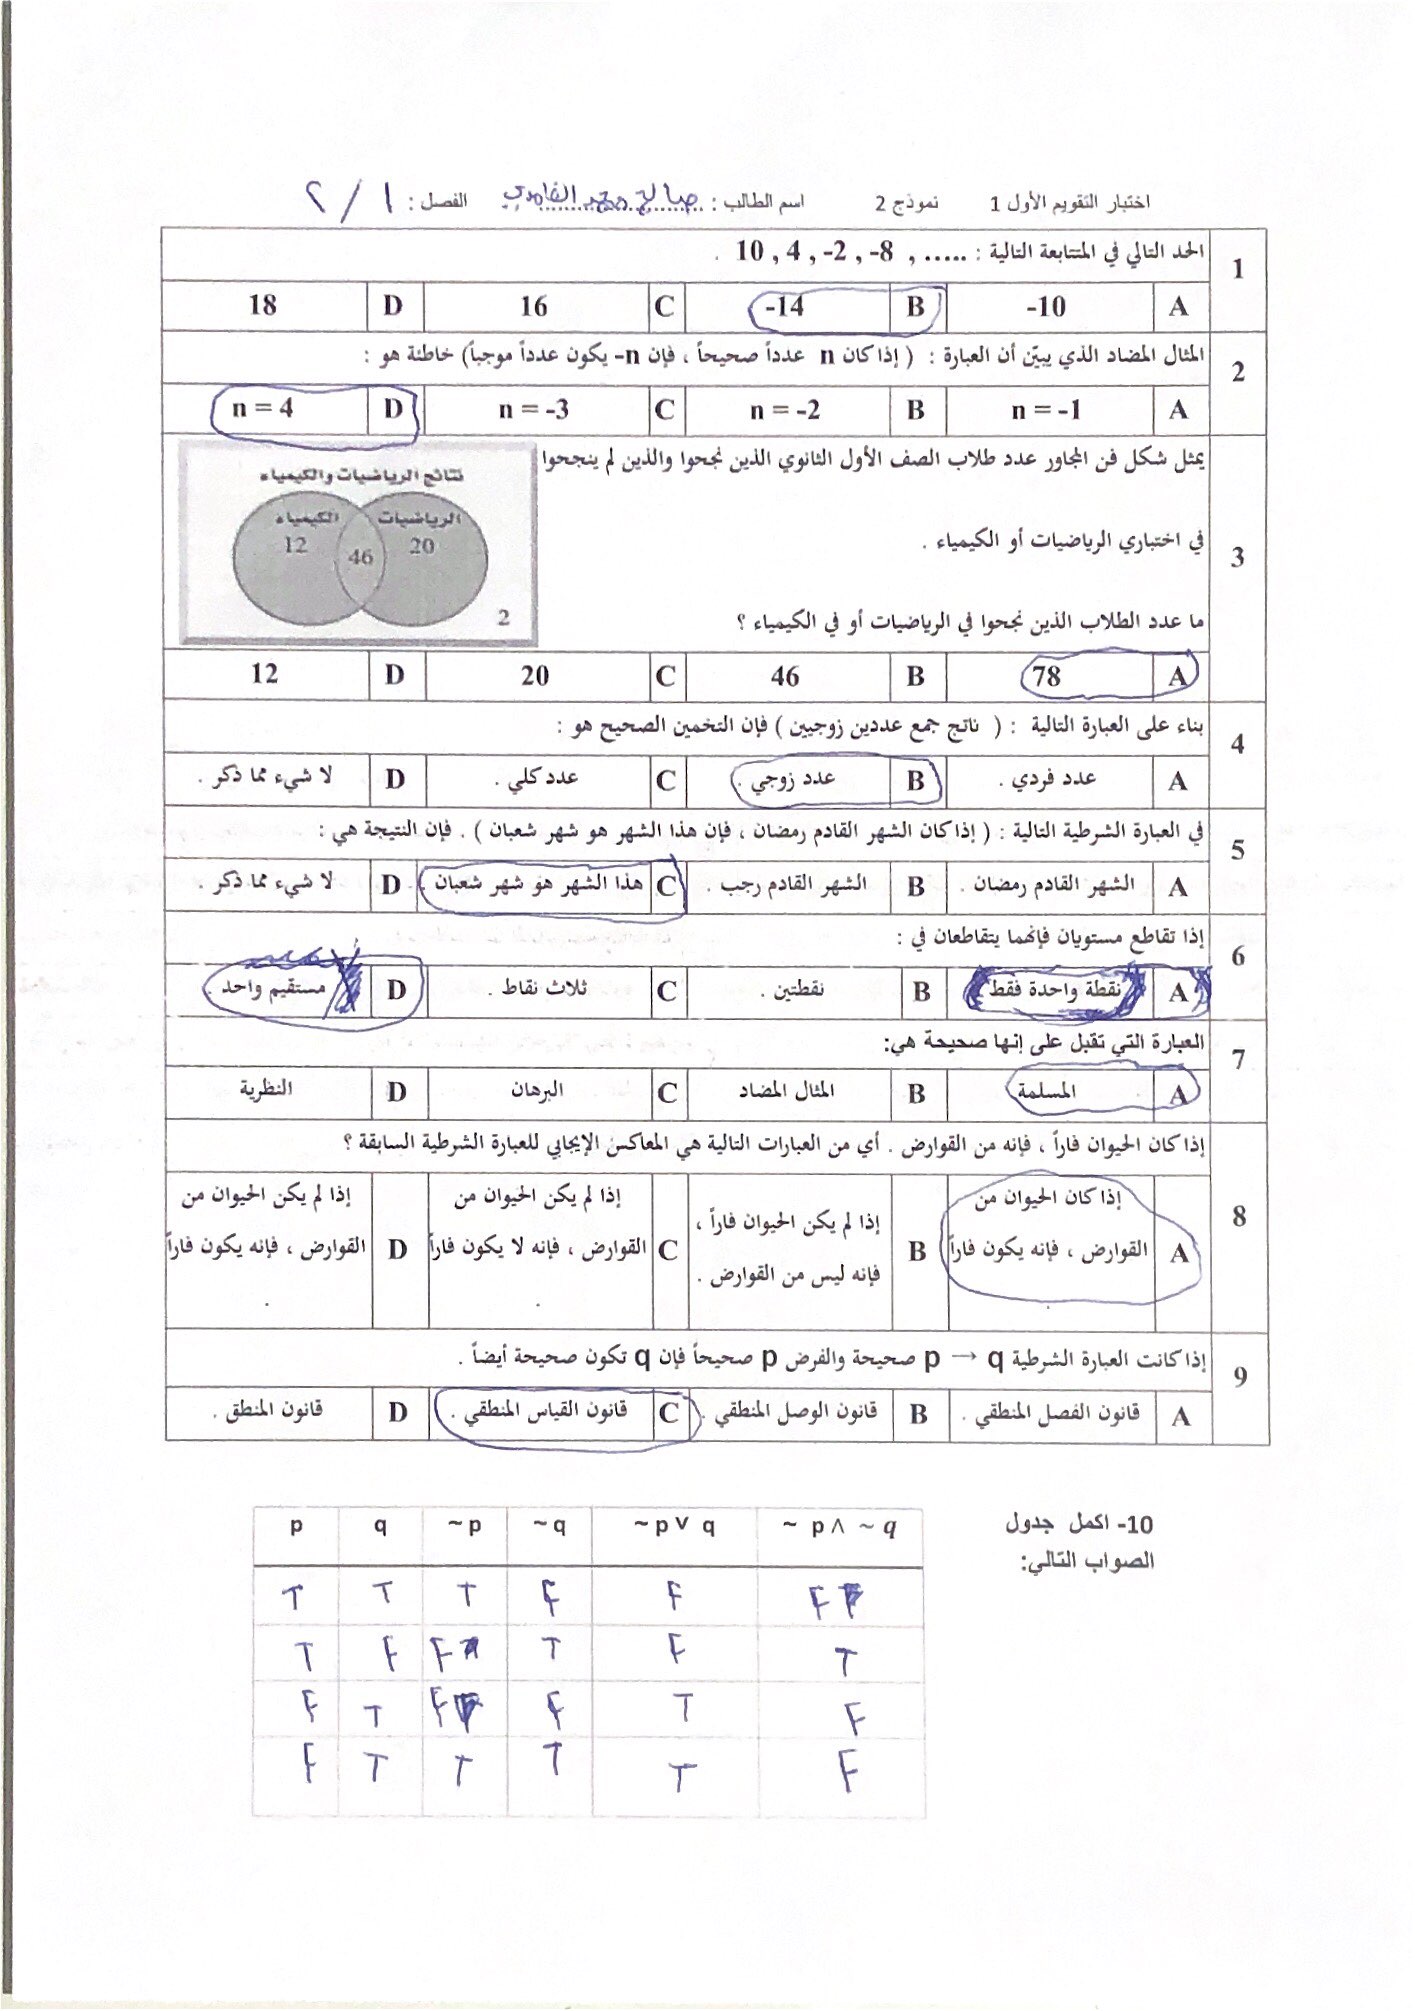 اختبار التقويم الأول 1 نموذج 2 اسم الطالب : صالح محمد الغامدي الفصل : ١ / ٢
1 الحد التالي في المتتابعة التالية : ..... , 10 , 4 , -2 , -8 .
A -10 B -14 C 16 D 18
2 المثال المضاد الذي يبيّن أن العبارة : ( إذا كان n عدداً صحيحاً ، فإن n- يكون عدداً موجباً) خاطئة هو :
A n = -1 B n = -2 C n = -3 D n = 4
3 يمثل شكل فن المجاور عدد طلاب الصف الأول الثانوي الذين نجحوا والذين لم ينجحوا
في اختباري الرياضيات أو الكيمياء .
ما عدد الطلاب الذين نجحوا في الرياضيات أو في الكيمياء ؟
نتائج الرياضيات والكيمياء
الرياضيات الكيمياء
20 46 12
2
A 78 B 46 C 20 D 12
4 بناء على العبارة التالية : ( ناتج جمع عددين زوجيين ) فإن التخمين الصحيح هو :
A عدد فردي . B عدد زوجي . C عدد كلي . D لا شيء مما ذكر .
5 في العبارة الشرطية التالية : ( إذا كان الشهر القادم رمضان ، فإن هذا الشهر هو شهر شعبان ) . فإن النتيجة هي :
A الشهر القادم رمضان . B الشهر القادم رجب . C هذا الشهر هو شهر شعبان . D لا شيء مما ذكر .
6 إذا تقاطع مستويان فإنهما يتقاطعان في :
A نقطة واحدة فقط B نقطتين . C ثلاث نقاط . D مستقيم واحد .
7 العبارة التي تقبل على إنها صحيحة هي:
A المسلمة B المثال المضاد C البرهان D النظرية
8 إذا كان الحيوان فاراً ، فإنه من القوارض . أي من العبارات التالية هي المعاكس الإيجابي للعبارة الشرطية السابقة ؟
A إذا كان الحيوان من
القوارض ، فإنه يكون فاراً .
B إذا لم يكن الحيوان فاراً ،
فإنه ليس من القوارض .
C إذا لم يكن الحيوان من
القوارض ، فإنه لا يكون فاراً .
D إذا لم يكن الحيوان من
القوارض ، فإنه يكون فاراً .
9 إذا كانت العبارة الشرطية p → q صحيحة والفرض p صحيحاً فإن q تكون صحيحة أيضاً .
A قانون الفصل المنطقي . B قانون الوصل المنطقي . C قانون القياس المنطقي . D قانون المنطق .
10- اكمل جدول
الصواب التالي:
p q ~p ~q ~p ∨ q ~ p ∧ ~ q
T T T F F F
T F F T F T
F T F F T F
F T T T T F